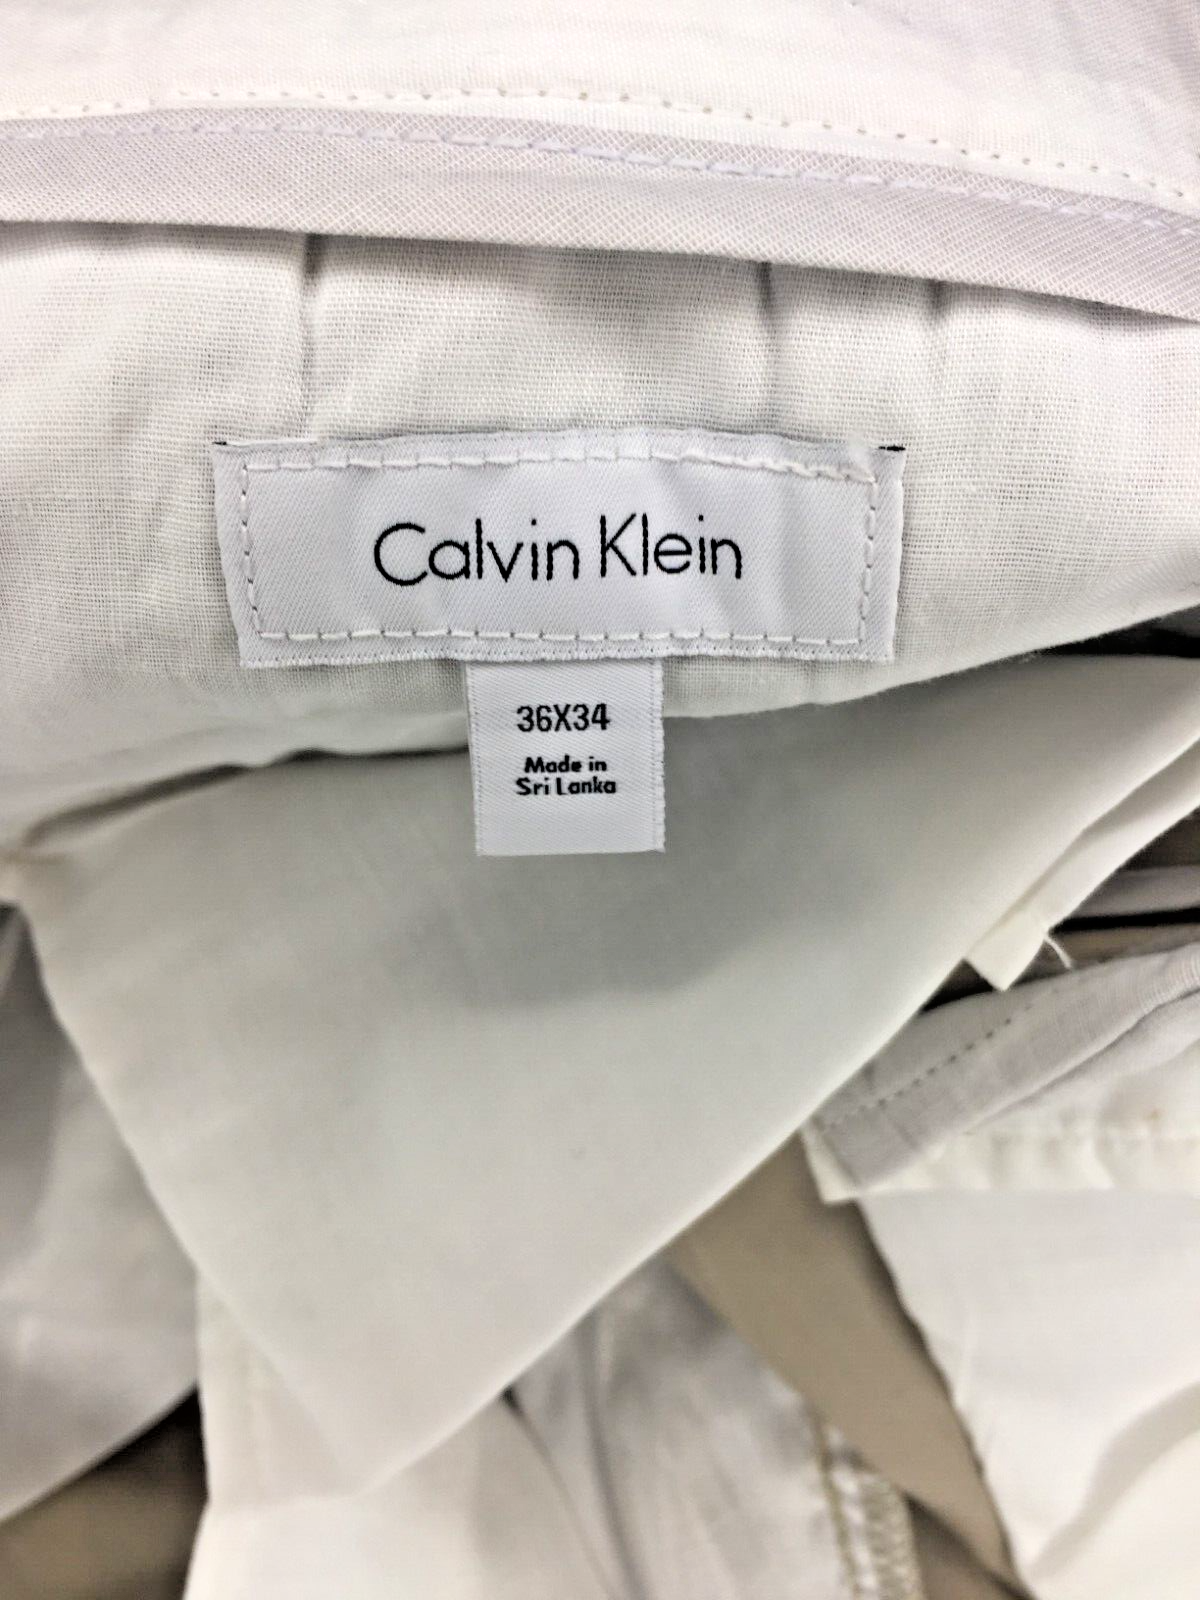 Calvin Klein
36X34
Made in
Sri Lanka